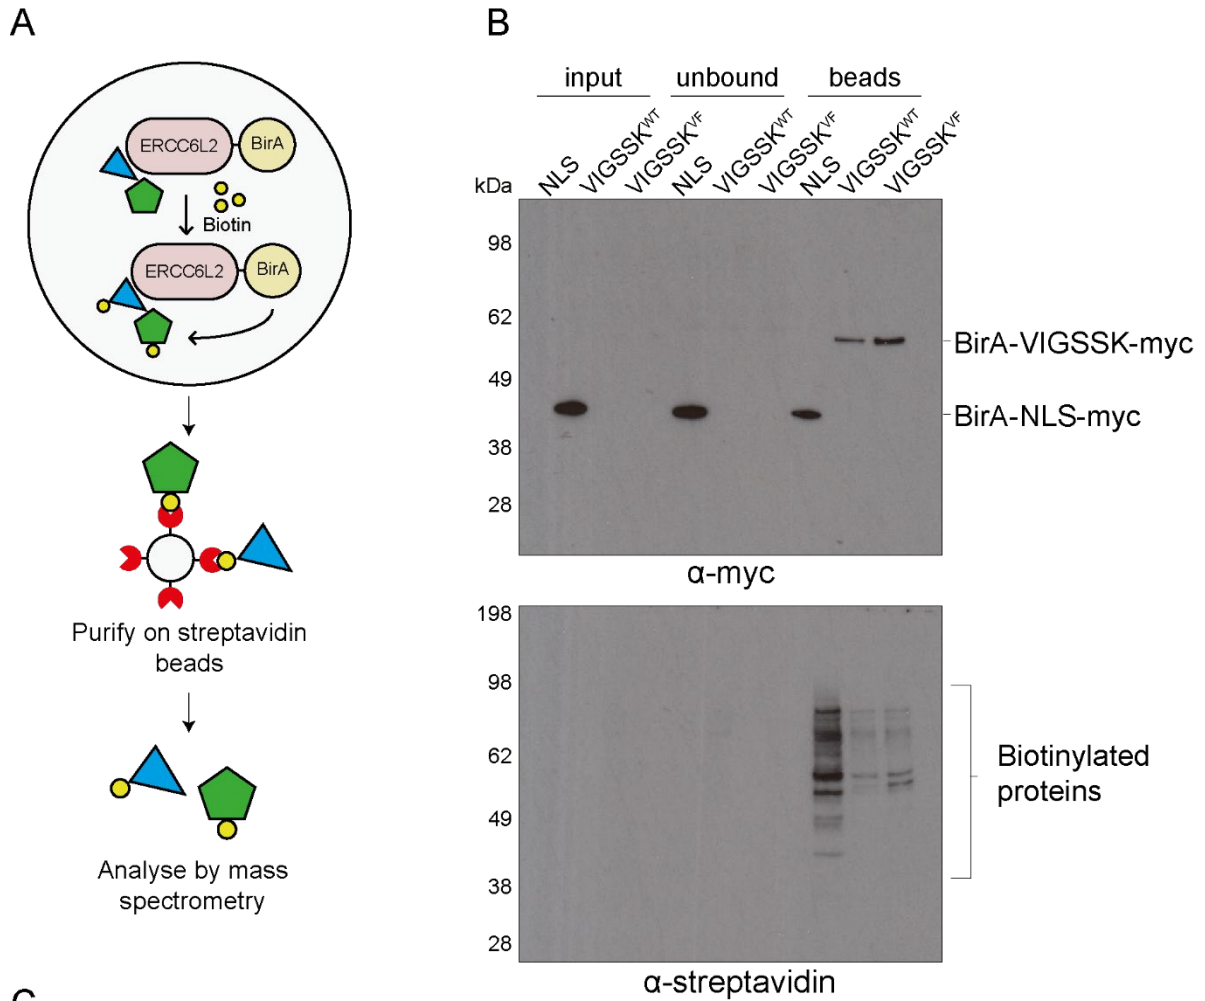 A
ERCC6L2
BirA
Biotin
ERCC6L2
BirA
Purify on streptavidin
beads
Analyse by mass
spectrometry
B
input unbound beads
kDa
NLS VIGSSKWT VIGSSKVF NLS VIGSSKWT VIGSSKVF NLS VIGSSKWT VIGSSKVF
98
62
49
38
28
BirA-VIGSSK-myc
BirA-NLS-myc
α-myc
198
98
62
49
38
28
Biotinylated
proteins
α-streptavidin